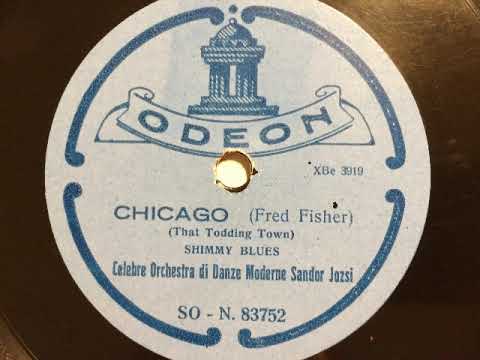 ODEON
XBe 3919
CHICAGO (Fred Fisher)
(That Todding Town)
SHIMMY BLUES
Celebre Orchestra di Danze Moderne Sandor Jozsi
SO - N. 83752